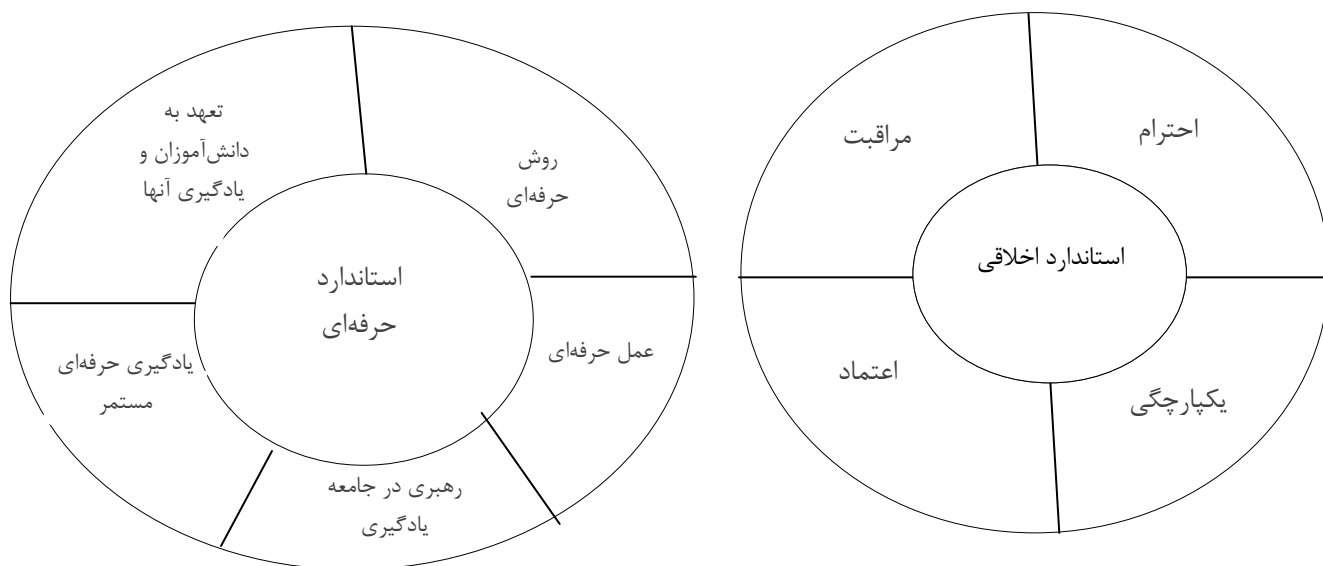 احترام
مراقبت
استاندارد اخلاقی
اعتماد
یکپارچگی
تعهد به
دانش‌آموزان و
یادگیری آنها
روش
حرفه‌ای
استاندارد
حرفه‌ای
عمل حرفه‌ای
یادگیری حرفه‌ای
مستمر
رهبری در جامعه
یادگیری